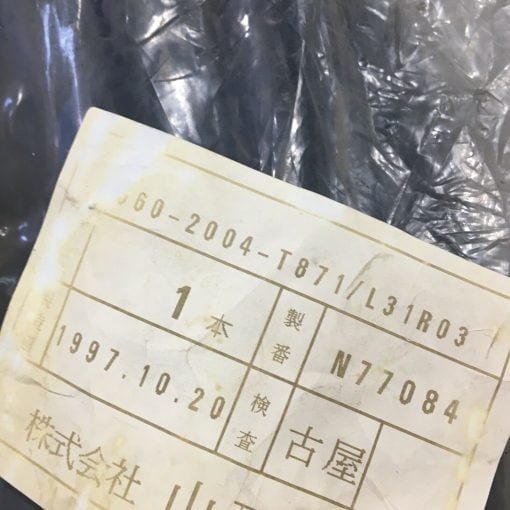 060-2004-T871/L31R03
1本 製番 N77084
1997.10.20 検査 古屋
株式会社 山